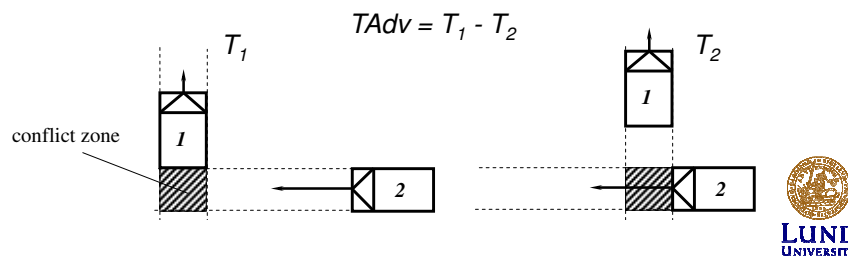 TAdv = T1 - T2
T1
T2
conflict zone
1
2
1
2
LUND
UNIVERSITY